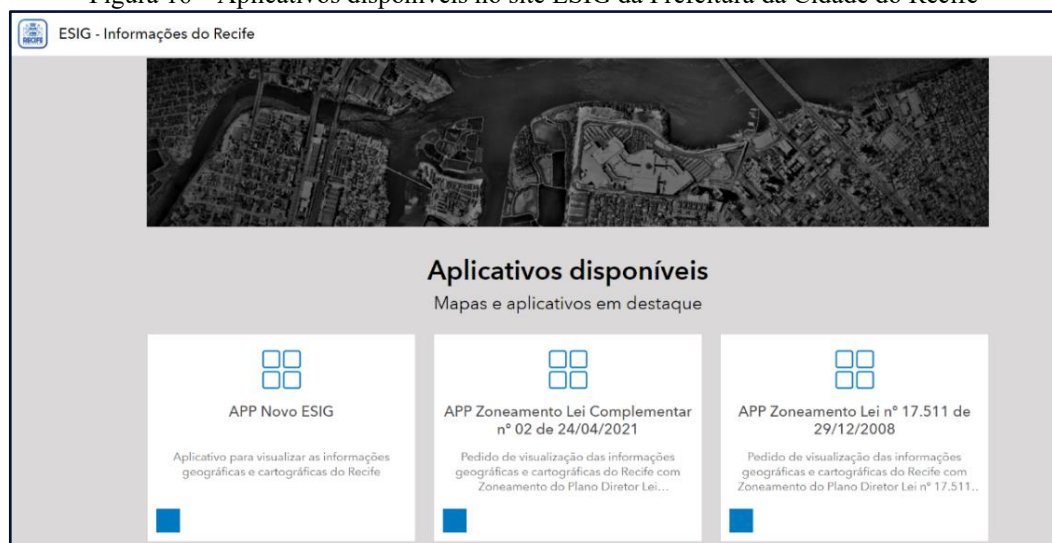 Figura 16 – Aplicativos disponíveis no site ESIG da Prefeitura da Cidade do Recife
RECIFE
ESIG - Informações do Recife
Aplicativos disponíveis
Mapas e aplicativos em destaque
APP Novo ESIG
Aplicativo para visualizar as informações
geográficas e cartográficas do Recife
APP Zoneamento Lei Complementar
nº 02 de 24/04/2021
Pedido de visualização das informações
geográficas e cartográficas do Recife com
Zoneamento do Plano Diretor Lei...
APP Zoneamento Lei nº 17.511 de
29/12/2008
Pedido de visualização das informações
geográficas e cartográficas do Recife com
Zoneamento do Plano Diretor Lei nº 17.511..